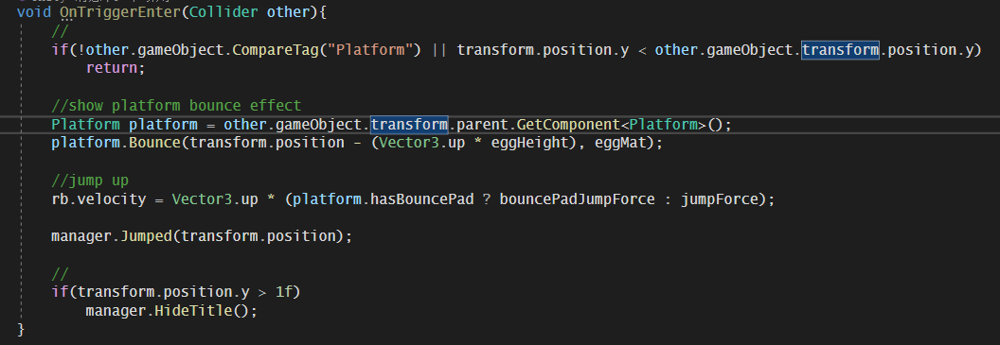 void OnTriggerEnter(Collider other){
//
if(!other.gameObject.CompareTag("Platform") || transform.position.y < other.gameObject.transform.position.y)
return;
//show platform bounce effect
Platform platform = other.gameObject.transform.parent.GetComponent<Platform>();
platform.Bounce(transform.position - (Vector3.up * eggHeight), eggMat);
//jump up
rb.velocity = Vector3.up * (platform.hasBouncePad ? bouncePadJumpForce : jumpForce);
manager.Jumped(transform.position);
//
if(transform.position.y > 1f)
manager.HideTitle();
}